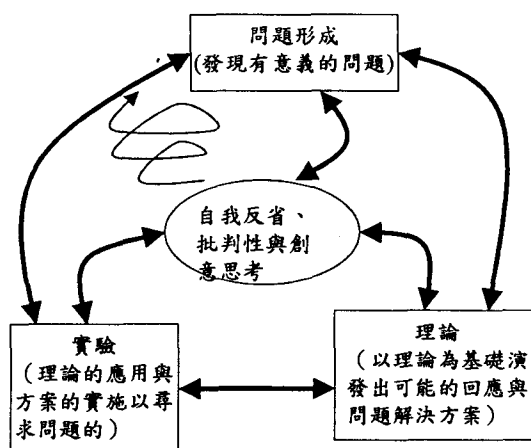 問題形成
(發現有意義的問題)
自我反省、
批判性與創
意思考
實驗
(理論的應用與
方案的實施以尋
求問題的)
理論
(以理論為基礎演
發出可能的回應與
問題解決方案)